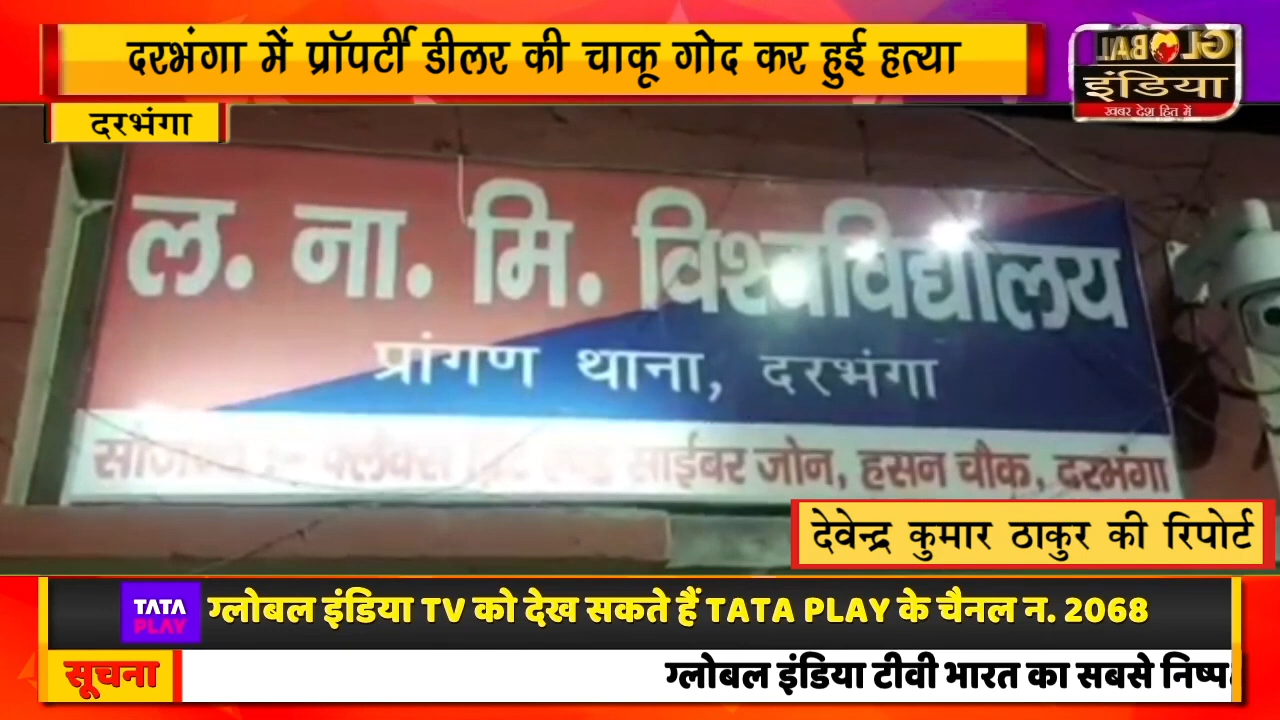 दरभंगा में प्रॉपर्टी डीलर की चाकू गोद कर हुई हत्या
GLOBAL
इंडिया
खबर देश हित में
दरभंगा
ल. ना. मि. विश्वविद्यालय
प्रांगण थाना, दरभंगा
फ्लैक्स साईबर जोन, हसन चौक, दरभंगा
देवेन्द्र कुमार ठाकुर की रिपोर्ट
TATA PLAY ग्लोबल इंडिया TV को देख सकते हैं TATA PLAY के चैनल न. 2068
सूचना ग्लोबल इंडिया टीवी भारत का सबसे